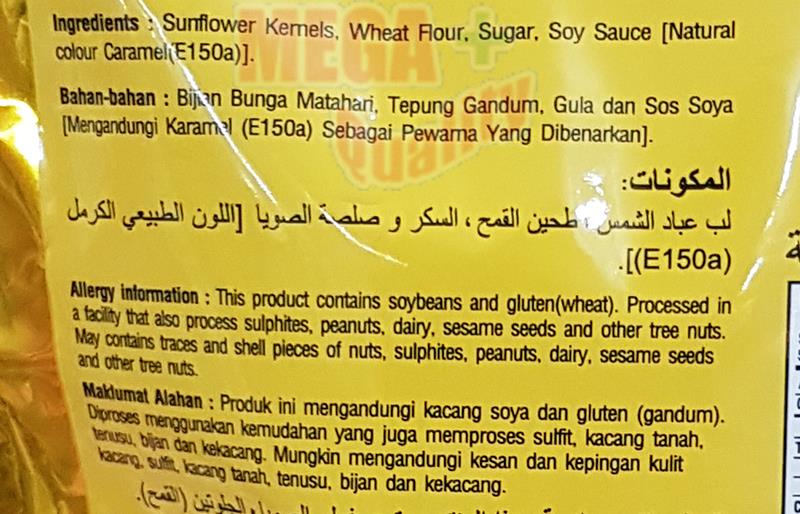 Ingredients : Sunflower Kernels, Wheat Flour, Sugar, Soy Sauce [Natural
colour Caramel(E150a)].
Bahan-bahan : Bijian Bunga Matahari, Tepung Gandum, Gula dan Sos Soya
[Mengandungi Karamel (E150a) Sebagai Pewarna Yang Dibenarkan].
المكونات:
لب عباد الشمس ، طحين القمح ، السكر و صلصة الصويا [اللون الطبيعي الكرمل
(E150a)].
Allergy information : This product contains soybeans and gluten(wheat). Processed in
a facility that also process sulphites, peanuts, dairy, sesame seeds and other tree nuts.
May contains traces and shell pieces of nuts, sulphites, peanuts, dairy, sesame seeds
and other tree nuts.
Maklumat Alahan : Produk ini mengandungi kacang soya dan gluten (gandum).
Diproses menggunakan kemudahan yang juga memproses sulfit, kacang tanah,
tenusu, bijan dan kekacang. Mungkin mengandungi kesan dan kepingan kulit
kacang, sulfit, kacang tanah, tenusu, bijan dan kekacang.
والجلوتين (القمح).
MEGA+
Quality